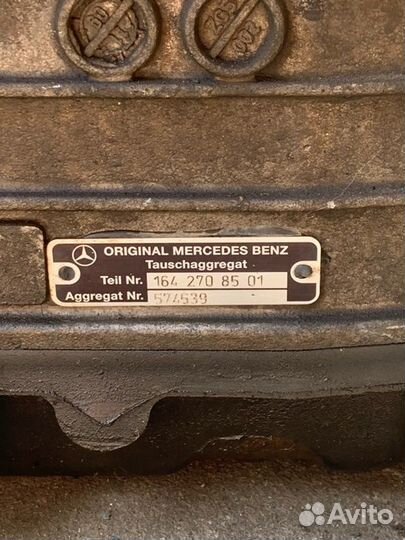 ORIGINAL MERCEDES BENZ
Tauschaggregat
Teil Nr. 164 270 85 01
Aggregat Nr. 574539
Avito